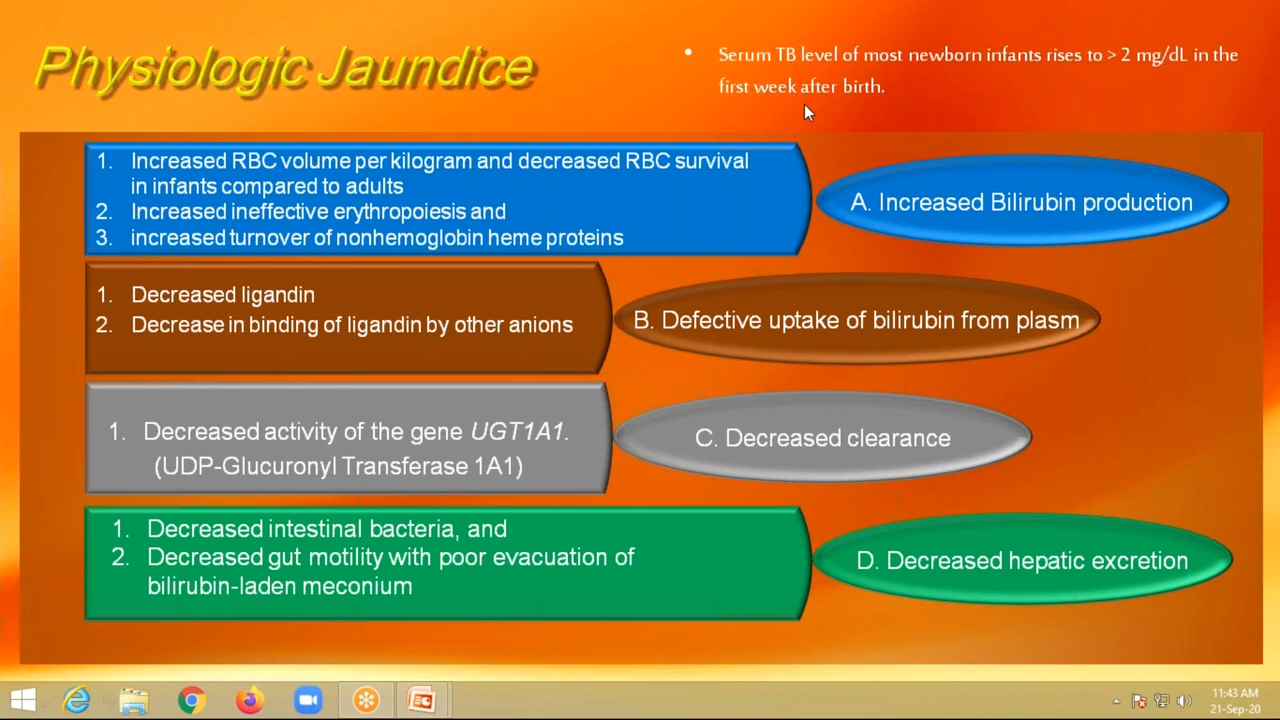 Physiologic Jaundice
• Serum TB level of most newborn infants rises to > 2 mg/dL in the
first week after birth.
1. Increased RBC volume per kilogram and decreased RBC survival
in infants compared to adults
2. Increased ineffective erythropoiesis and
3. increased turnover of nonhemoglobin heme proteins
A. Increased Bilirubin production
1. Decreased ligandin
2. Decrease in binding of ligandin by other anions
B. Defective uptake of bilirubin from plasm
1. Decreased activity of the gene UGT1A1.
(UDP-Glucuronyl Transferase 1A1)
C. Decreased clearance
1. Decreased intestinal bacteria, and
2. Decreased gut motility with poor evacuation of
bilirubin-laden meconium
D. Decreased hepatic excretion
11:43 AM
21-Sep-20